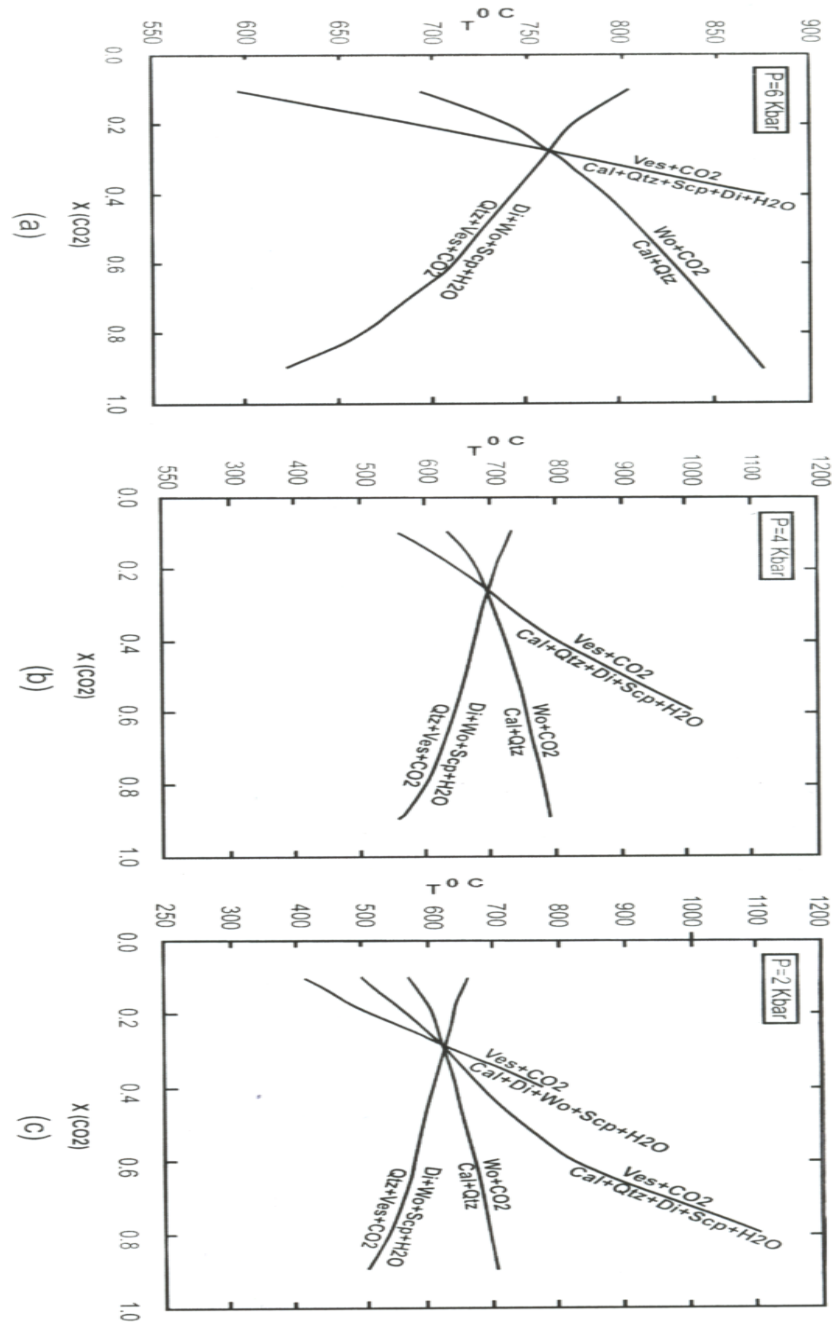 P=6 Kbar
T °C
900
850
800
750
700
650
600
550
Ves+CO2
Cal+Qtz+Scp+Di+H2O
Wo+CO2
Cal+Qtz
Di+Wo+Scp+H2O
Qtz+Ves+CO2
0.0 0.2 0.4 0.6 0.8 1.0
X (CO2)
(a)
P=4 Kbar
T °C
1200
1100
1000
900
800
700
600
500
400
300
550
Ves+CO2
Cal+Qtz+Di+Scp+H2O
Wo+CO2
Cal+Qtz
Di+Wo+Scp+H2O
Qtz+Ves+CO2
0.0 0.2 0.4 0.6 0.8 1.0
X (CO2)
(b)
P=2 Kbar
T °C
1200
1100
1000
900
800
700
600
500
400
300
250
Ves+CO2
Cal+Di+Wo+Scp+H2O
Ves+CO2
Cal+Qtz+Di+Scp+H2O
Wo+CO2
Cal+Qtz
Di+Wo+Scp+H2O
Qtz+Ves+CO2
0.0 0.2 0.4 0.6 0.8 1.0
X (CO2)
(c)